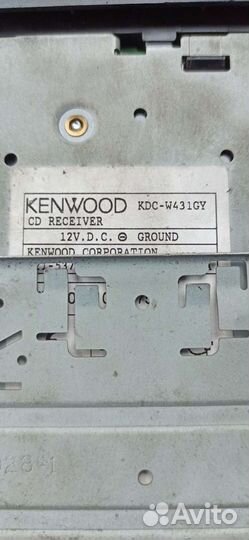 KENWOOD KDC-W431GY
CD RECEIVER
12V.D.C. ⊖ GROUND
KENWOOD CORPORATION
Avito